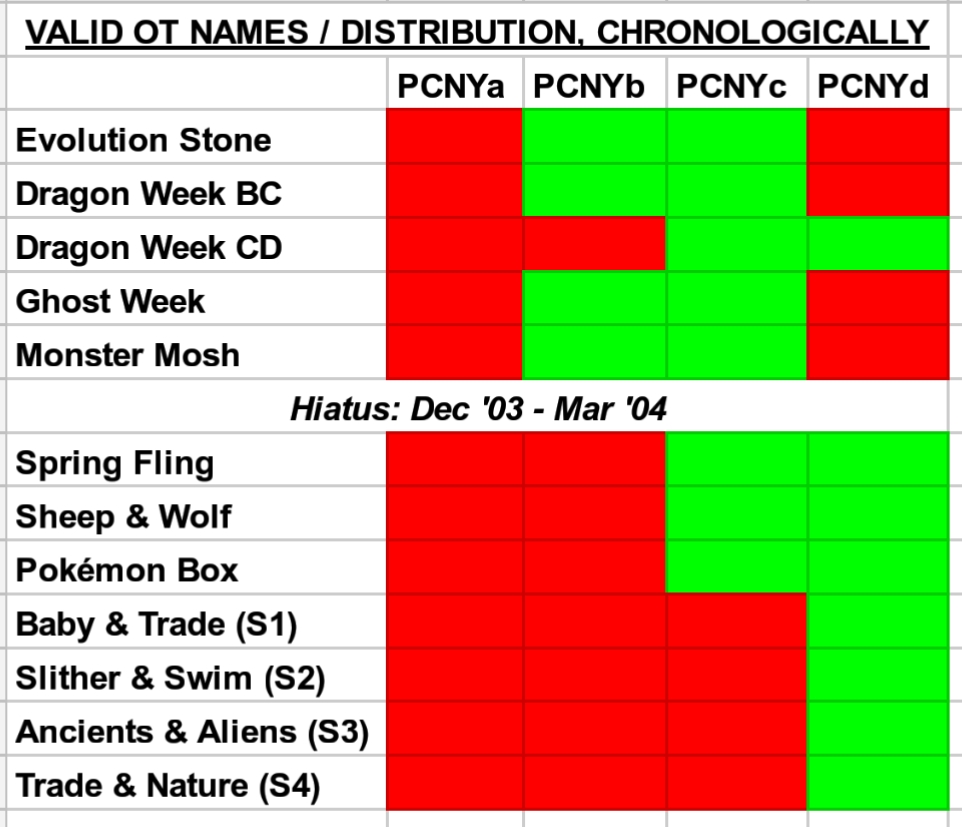 VALID OT NAMES / DISTRIBUTION, CHRONOLOGICALLY
PCNYa PCNYb PCNYc PCNYd
Evolution Stone
Dragon Week BC
Dragon Week CD
Ghost Week
Monster Mosh
Hiatus: Dec '03 - Mar '04
Spring Fling
Sheep & Wolf
Pokémon Box
Baby & Trade (S1)
Slither & Swim (S2)
Ancients & Aliens (S3)
Trade & Nature (S4)